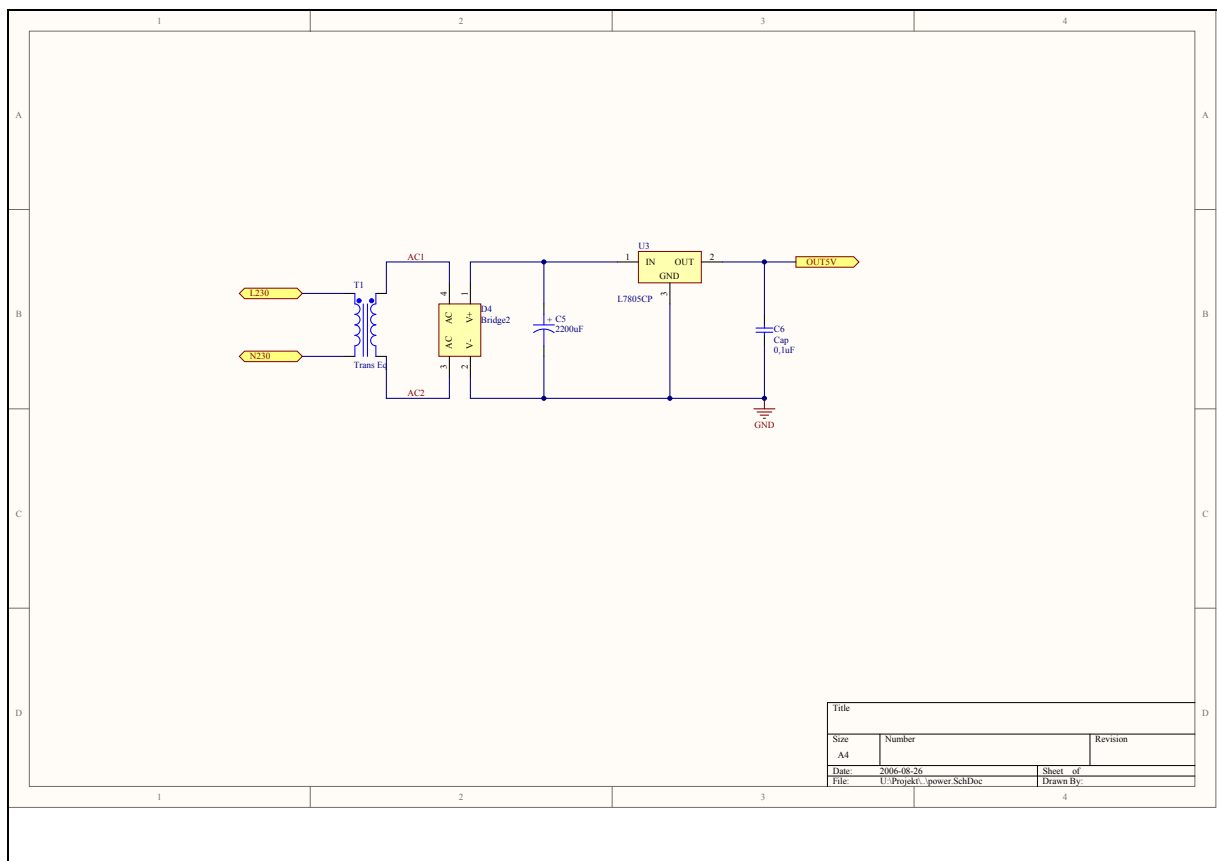 1 2 3 4
A A
U3
AC1 1 IN OUT 2 OUT5V
GND
L230 T1 4 1 3 L7805CP
B AC AC V+ V- D4 B
Bridge2
+ C5
2200uF
C6
Cap
0,1uF
N230 Trans Eq 3 2
AC2
GND
C C
D D
Title
Size Number Revision
A4
Date: 2006-08-26 Sheet of
File: U:\Projekt\..\power.SchDoc Drawn By:
1 2 3 4